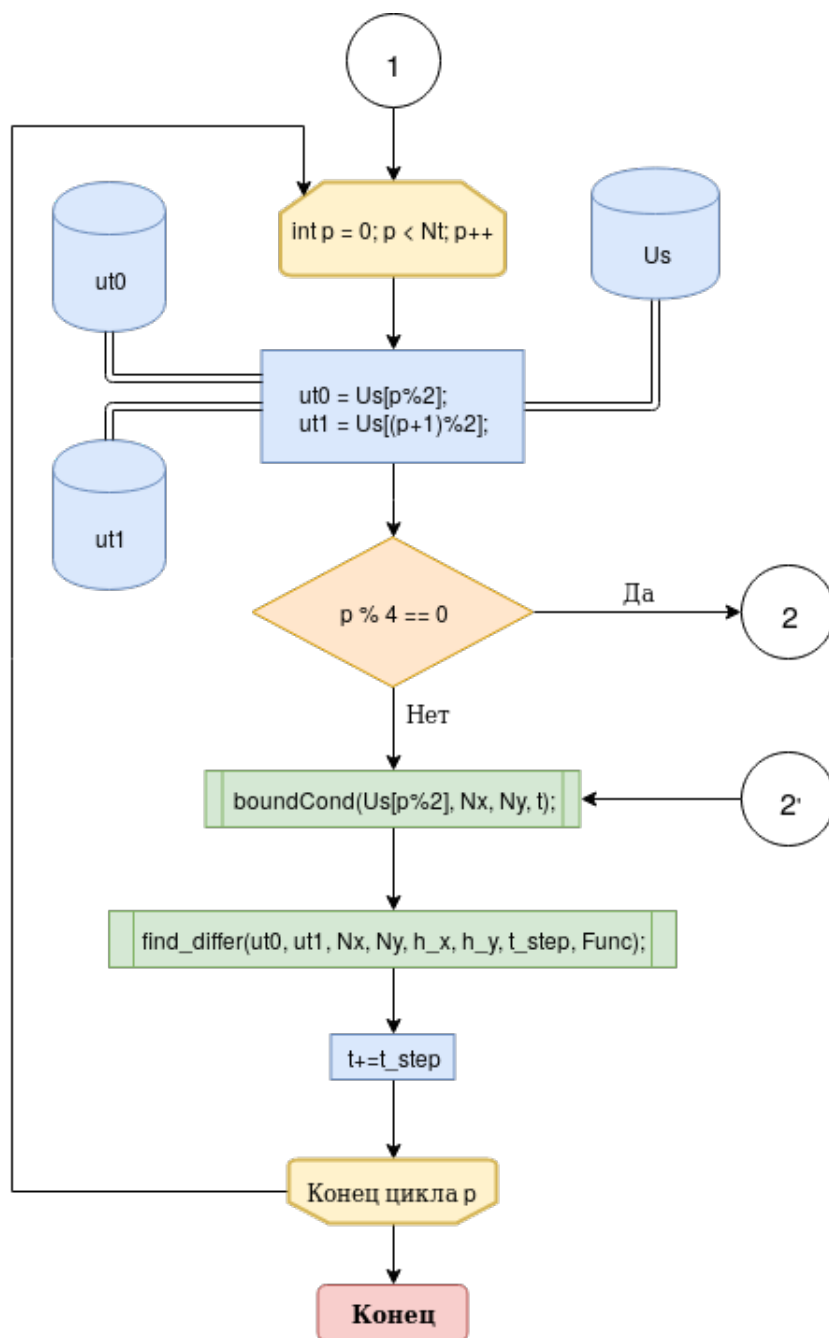 1
int p = 0; p < Nt; p++
ut0
Us
ut0 = Us[p%2];
ut1 = Us[(p+1)%2];
ut1
p % 4 == 0
Да
2
Нет
boundCond(Us[p%2], Nx, Ny, t);
2'
find_differ(ut0, ut1, Nx, Ny, h_x, h_y, t_step, Func);
t+=t_step
Конец цикла p
Конец